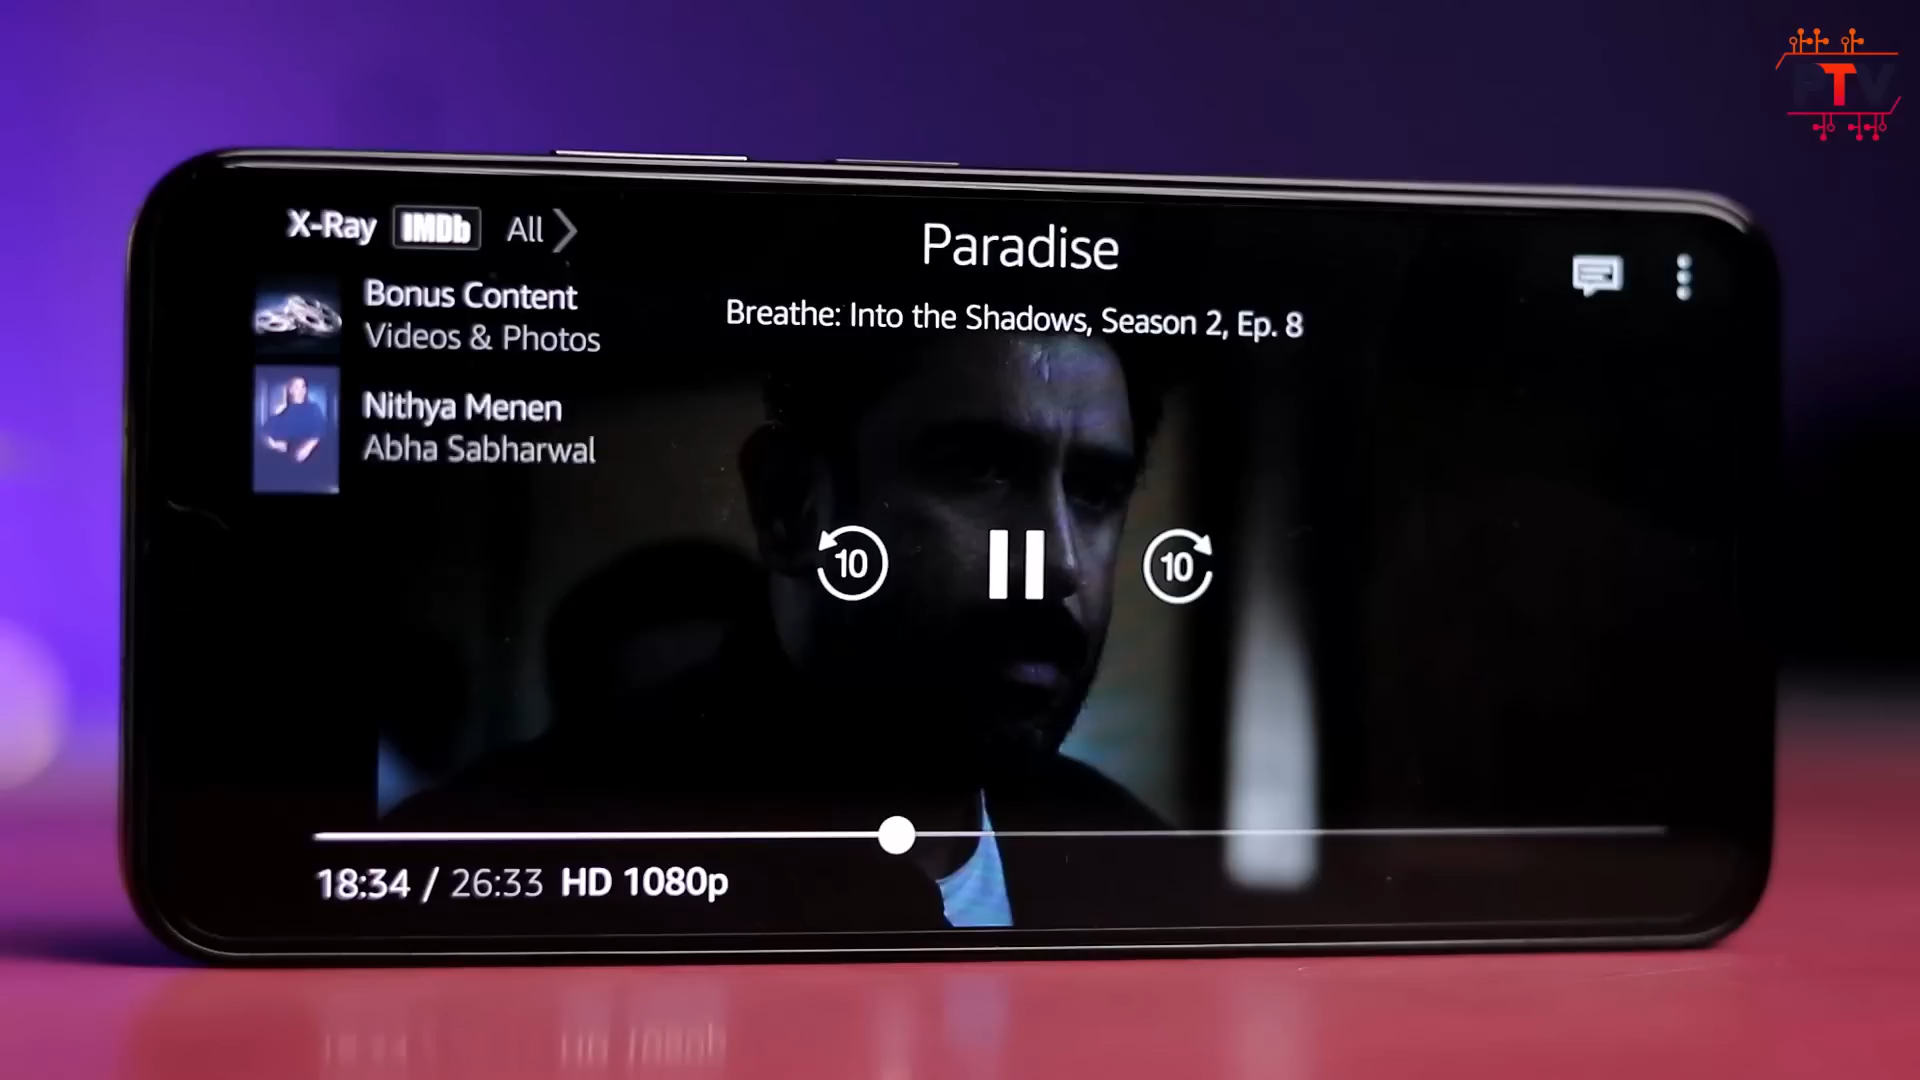 PTV
X-Ray IMDb All
Paradise
Bonus Content
Videos & Photos
Breathe: Into the Shadows, Season 2, Ep. 8
Nithya Menen
Abha Sabharwal
10
10
18:34 / 26:33 HD 1080p